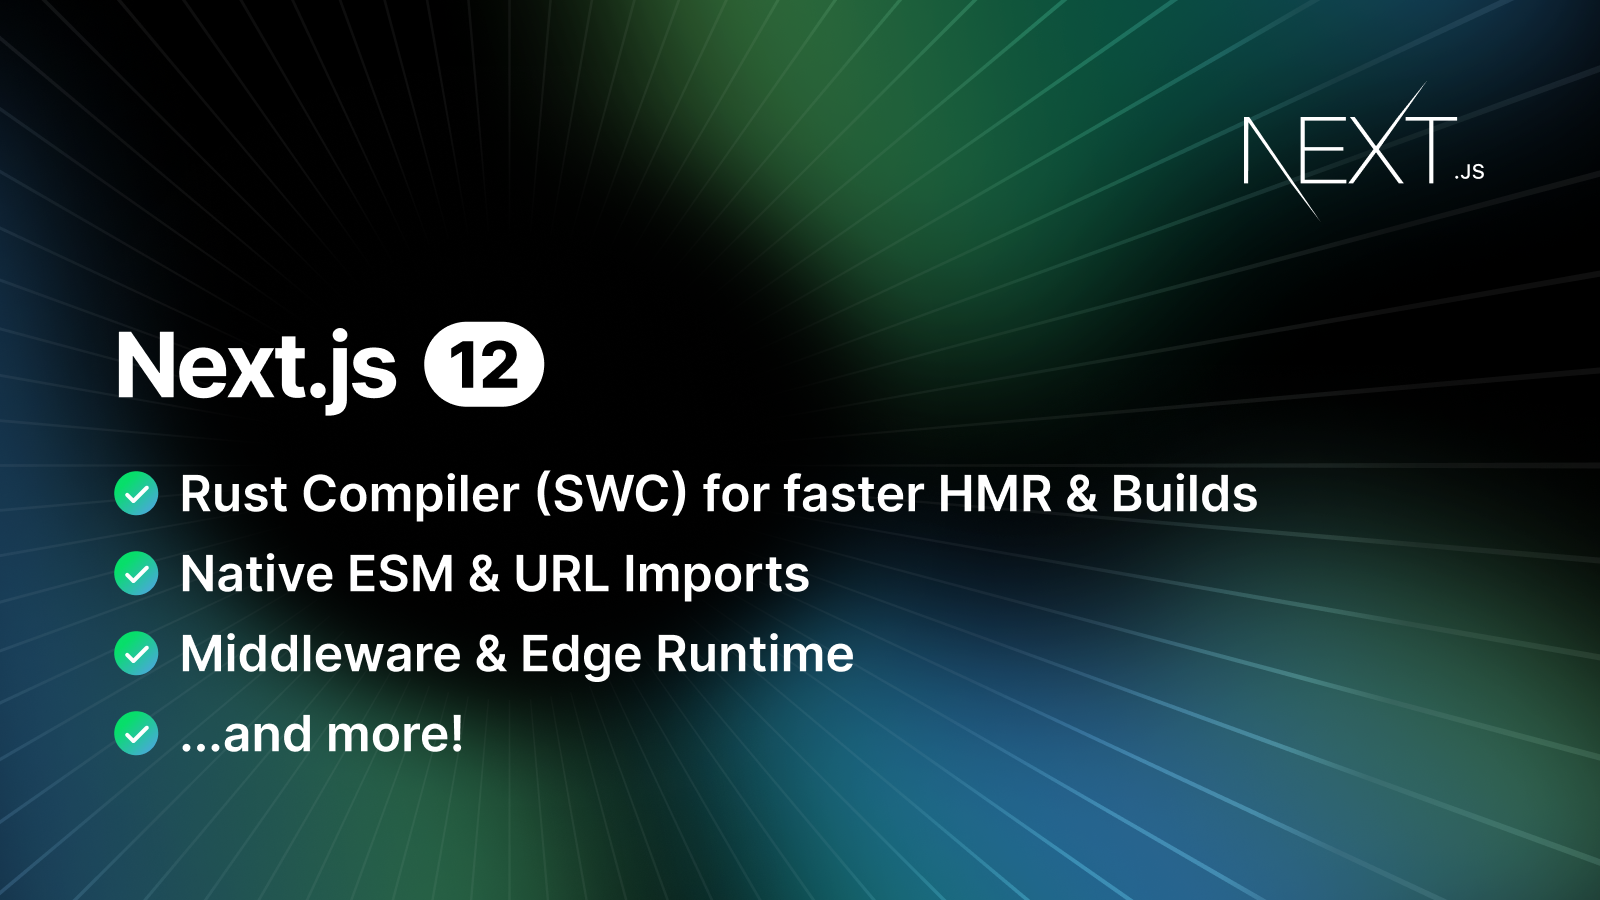 NEXT.JS
Next.js 12
Rust Compiler (SWC) for faster HMR & Builds
Native ESM & URL Imports
Middleware & Edge Runtime
...and more!